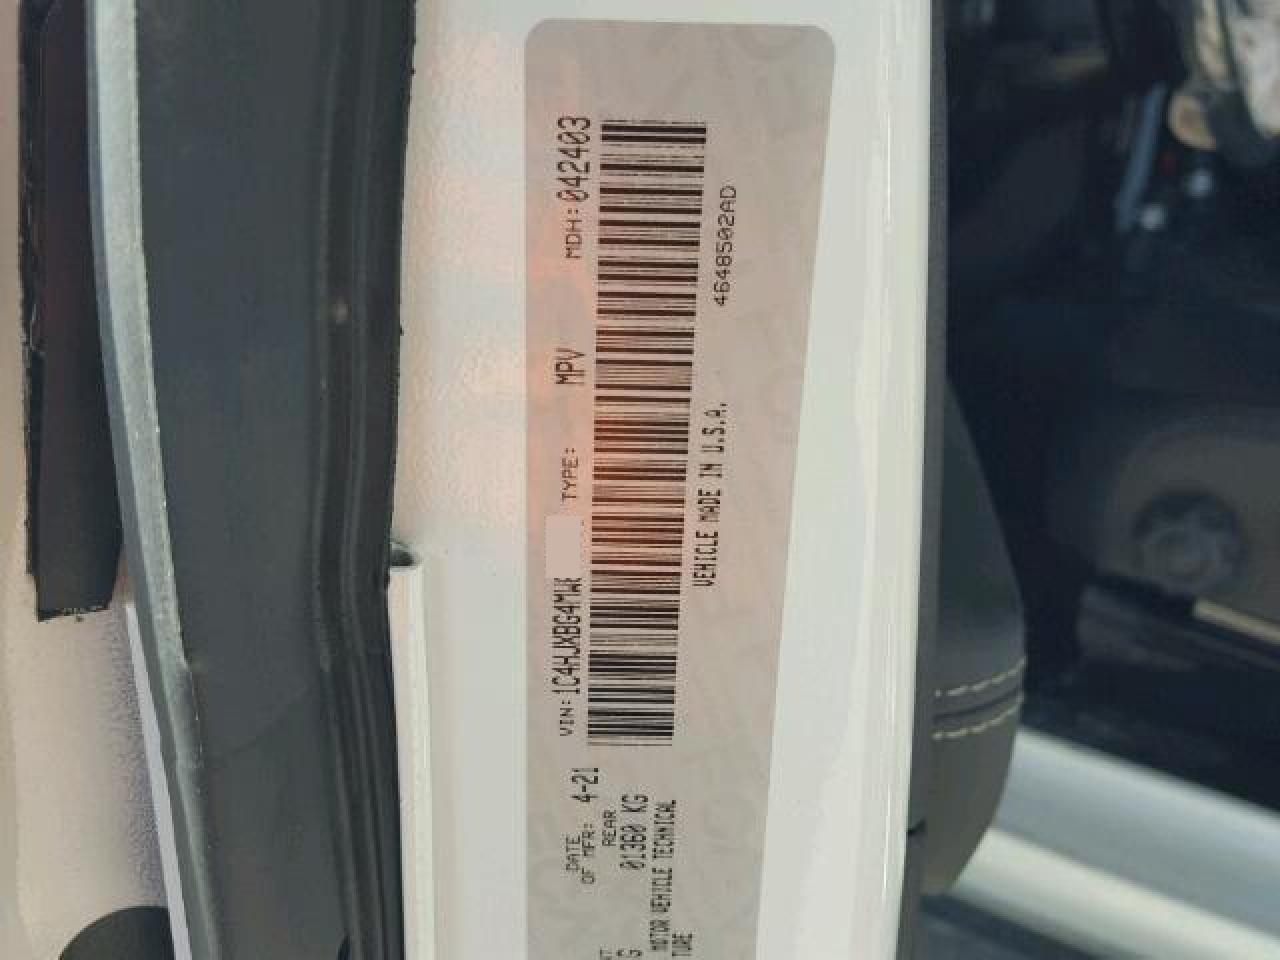 DATE OF MFR: 4-21 VIN: 1C4HJXBG4MW TYPE: MPV MDH: 042403
REAR
01360 KG
MOTOR VEHICLE TECHNICAL VEHICLE MADE IN U.S.A. 4648502AD